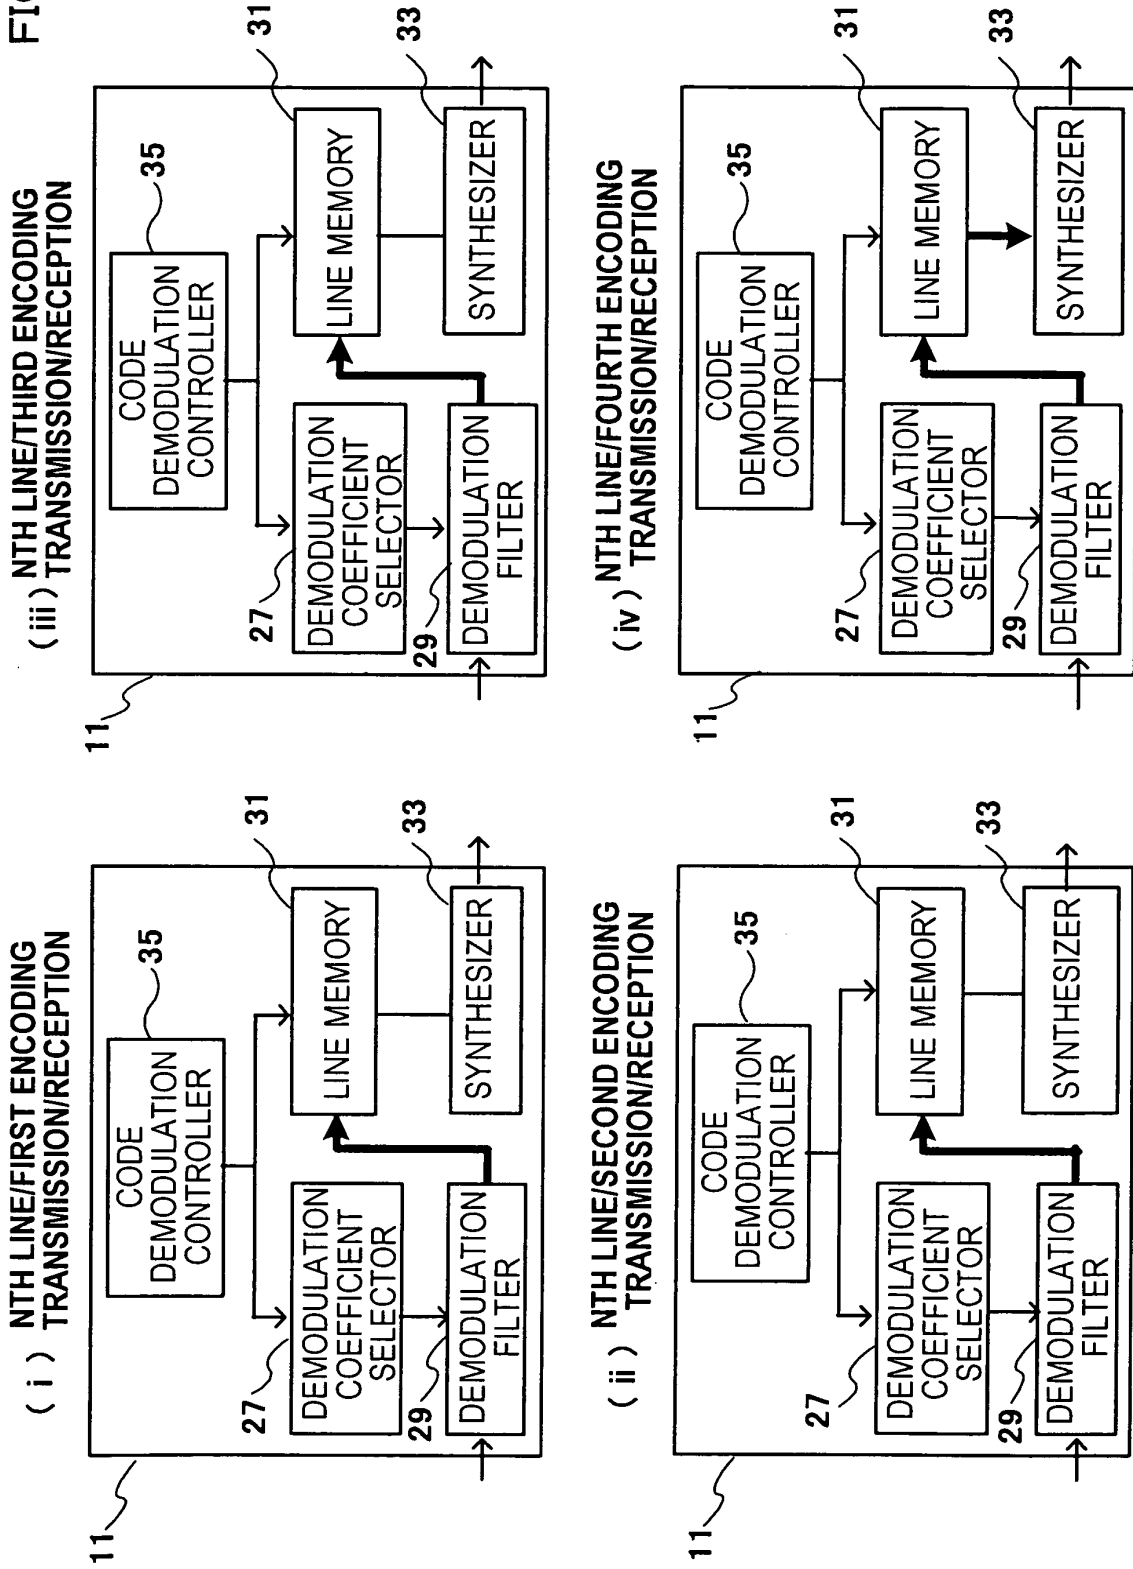 FIG
( i ) NTH LINE/FIRST ENCODING
TRANSMISSION/RECEPTION
11
CODE
DEMODULATION
CONTROLLER
35
27
DEMODULATION
COEFFICIENT
SELECTOR
LINE MEMORY
31
29
DEMODULATION
FILTER
SYNTHESIZER
33
( ii ) NTH LINE/SECOND ENCODING
TRANSMISSION/RECEPTION
11
CODE
DEMODULATION
CONTROLLER
35
27
DEMODULATION
COEFFICIENT
SELECTOR
LINE MEMORY
31
29
DEMODULATION
FILTER
SYNTHESIZER
33
( iii ) NTH LINE/THIRD ENCODING
TRANSMISSION/RECEPTION
11
CODE
DEMODULATION
CONTROLLER
35
27
DEMODULATION
COEFFICIENT
SELECTOR
LINE MEMORY
31
29
DEMODULATION
FILTER
SYNTHESIZER
33
( iv ) NTH LINE/FOURTH ENCODING
TRANSMISSION/RECEPTION
11
CODE
DEMODULATION
CONTROLLER
35
27
DEMODULATION
COEFFICIENT
SELECTOR
LINE MEMORY
31
29
DEMODULATION
FILTER
SYNTHESIZER
33